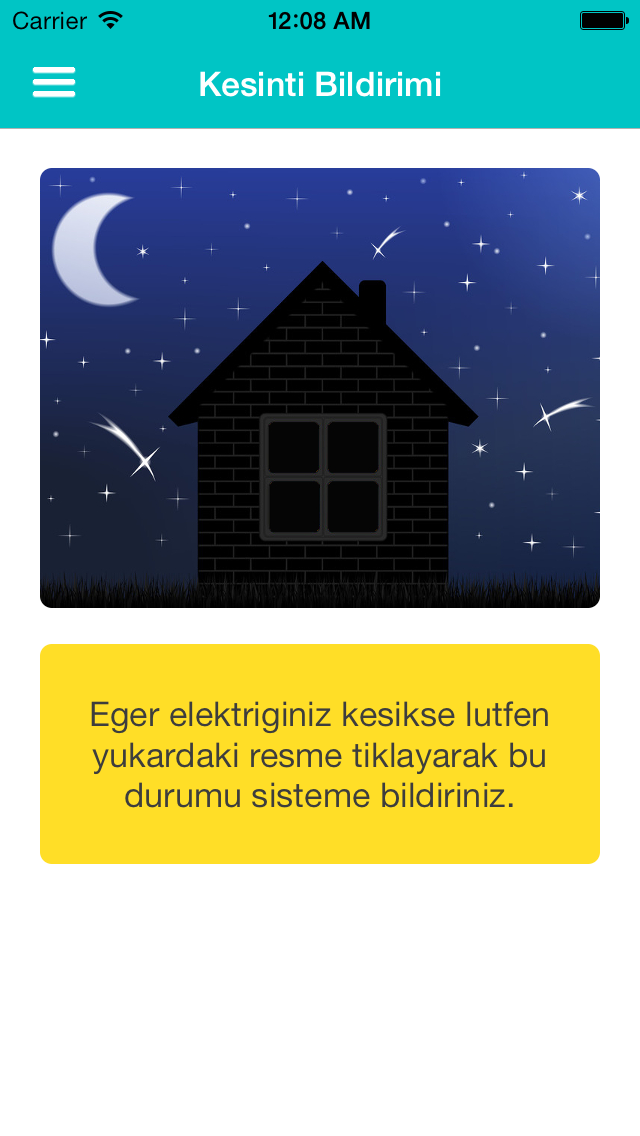 Carrier 12:08 AM
Kesinti Bildirimi
Eger elektriginiz kesikse lutfen
yukardaki resme tiklayarak bu
durumu sisteme bildiriniz.